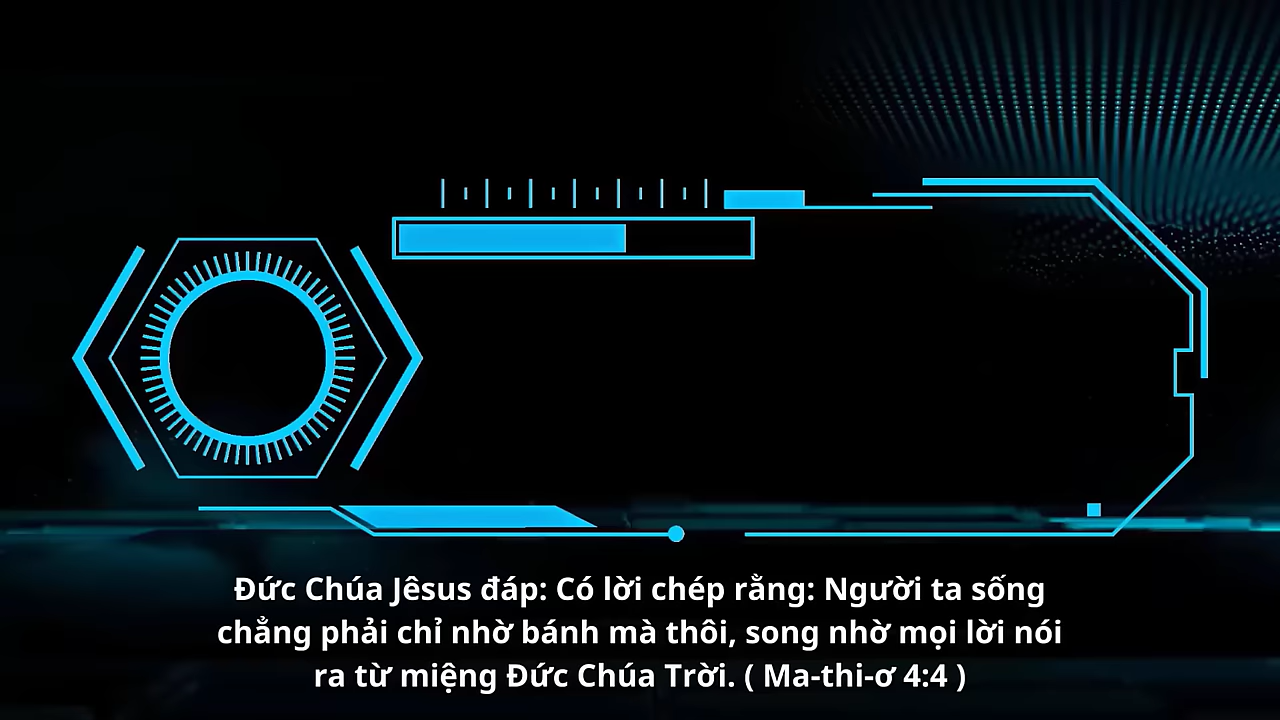 Đức Chúa Jêsus đáp: Có lời chép rằng: Người ta sống
chẳng phải chỉ nhờ bánh mà thôi, song nhờ mọi lời nói
ra từ miệng Đức Chúa Trời. ( Ma-thi-ơ 4:4 )